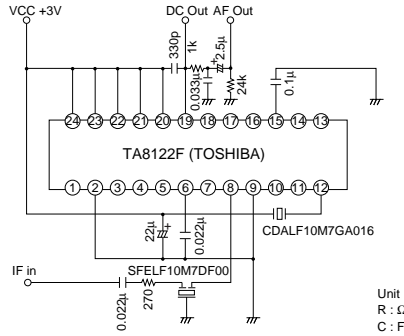 VCC +3V
DC Out
AF Out
330p
1k
0.033μ
2.5μ
+
24k
0.1μ
24 23 22 21 20 19 18 17 16 15 14 13
TA8122F (TOSHIBA)
1 2 3 4 5 6 7 8 9 10 11 12
22μ
+
0.022μ
CDALF10M7GA016
IF in
0.022μ
270
SFELF10M7DF00
Unit
R : Ω
C : F